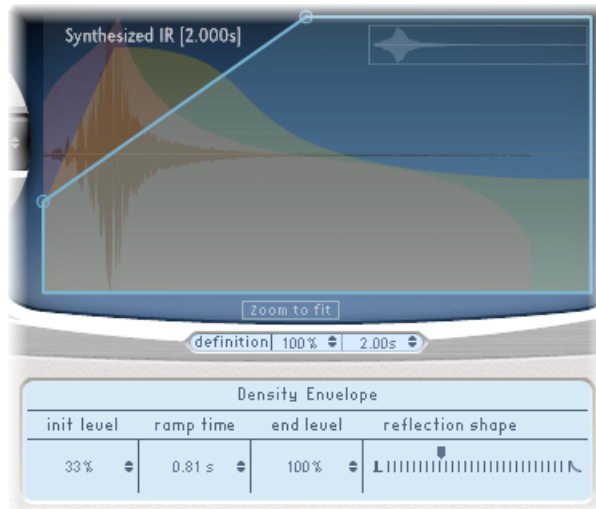 Synthesized IR [2.000s]
Zoom to fit
definition 100% 2.00s
Density Envelope
init level ramp time end level reflection shape
33% 0.81 s 100%